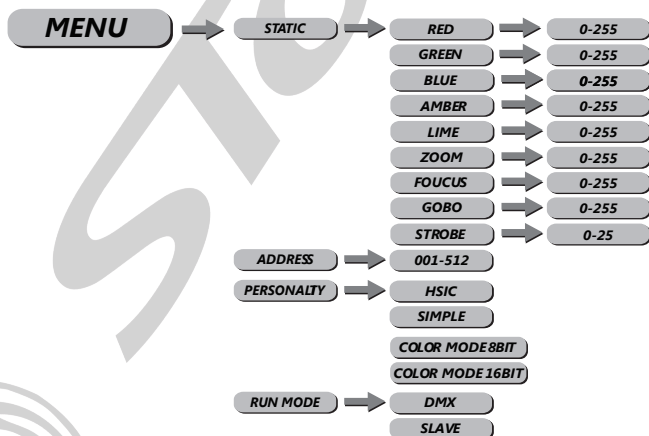 MENU
STATIC
RED
0-255
GREEN
0-255
BLUE
0-255
AMBER
0-255
LIME
0-255
ZOOM
0-255
FOUCUS
0-255
GOBO
0-255
STROBE
0-25
ADDRESS
001-512
PERSONALTY
HSIC
SIMPLE
COLOR MODE 8BIT
COLOR MODE 16BIT
RUN MODE
DMX
SLAVE